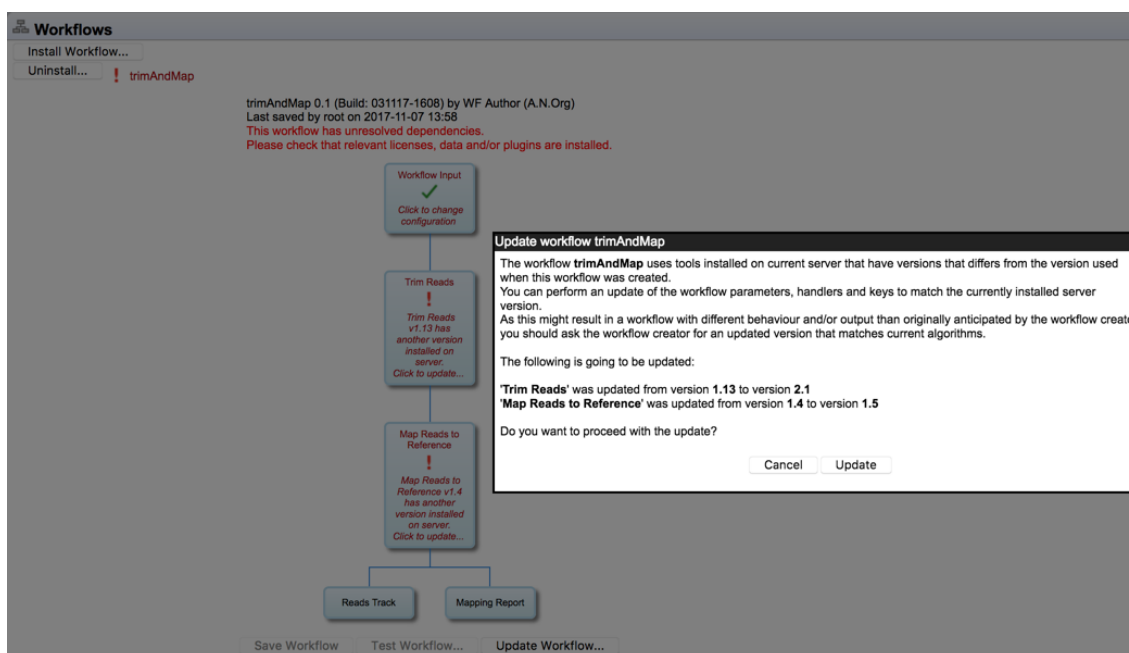 Workflows
Install Workflow...
Uninstall...
! trimAndMap
trimAndMap 0.1 (Build: 031117-1608) by WF Author (A.N.Org)
Last saved by root on 2017-11-07 13:58
This workflow has unresolved dependencies.
Please check that relevant licenses, data and/or plugins are installed.
Workflow Input
Click to change
configuration
Trim Reads
!
Trim Reads
v1.13 has
another version
installed on
server.
Click to update...
Map Reads to
Reference
!
Map Reads to
Reference v1.4
has another
version installed
on server.
Click to update...
Reads Track
Mapping Report
Save Workflow
Test Workflow...
Update Workflow...
Update workflow trimAndMap
The workflow trimAndMap uses tools installed on current server that have versions that differs from the version used
when this workflow was created.
You can perform an update of the workflow parameters, handlers and keys to match the currently installed server
version.
As this might result in a workflow with different behaviour and/or output than originally anticipated by the workflow create
you should ask the workflow creator for an updated version that matches current algorithms.
The following is going to be updated:
'Trim Reads' was updated from version 1.13 to version 2.1
'Map Reads to Reference' was updated from version 1.4 to version 1.5
Do you want to proceed with the update?
Cancel
Update